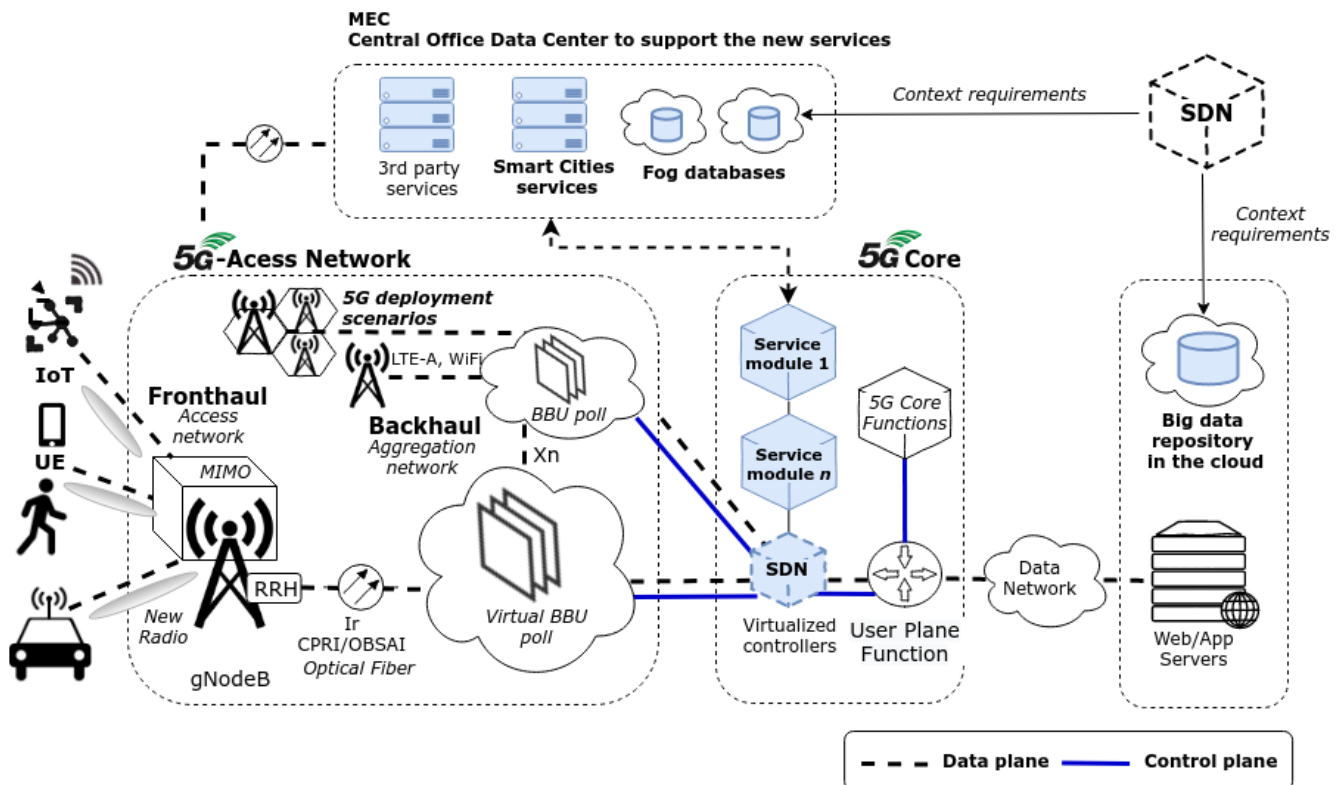 MEC
Central Office Data Center to support the new services
Context requirements
SDN
3rd party
services
Smart Cities
services
Fog databases
Context
requirements
5G-Acess Network
5G Core
5G deployment
scenarios
LTE-A, WiFi
BBU poll
IoT
Fronthaul
Access
network
Backhaul
Aggregation
network
Xn
UE
MIMO
RRH
New
Radio
gNodeB
Ir
CPRI/OBSAI
Optical Fiber
Virtual BBU
poll
Service
module 1
Service
module n
5G Core
Functions
SDN
Virtualized
controllers
User Plane
Function
Data
Network
Big data
repository
in the cloud
Web/App
Servers
Data plane
Control plane